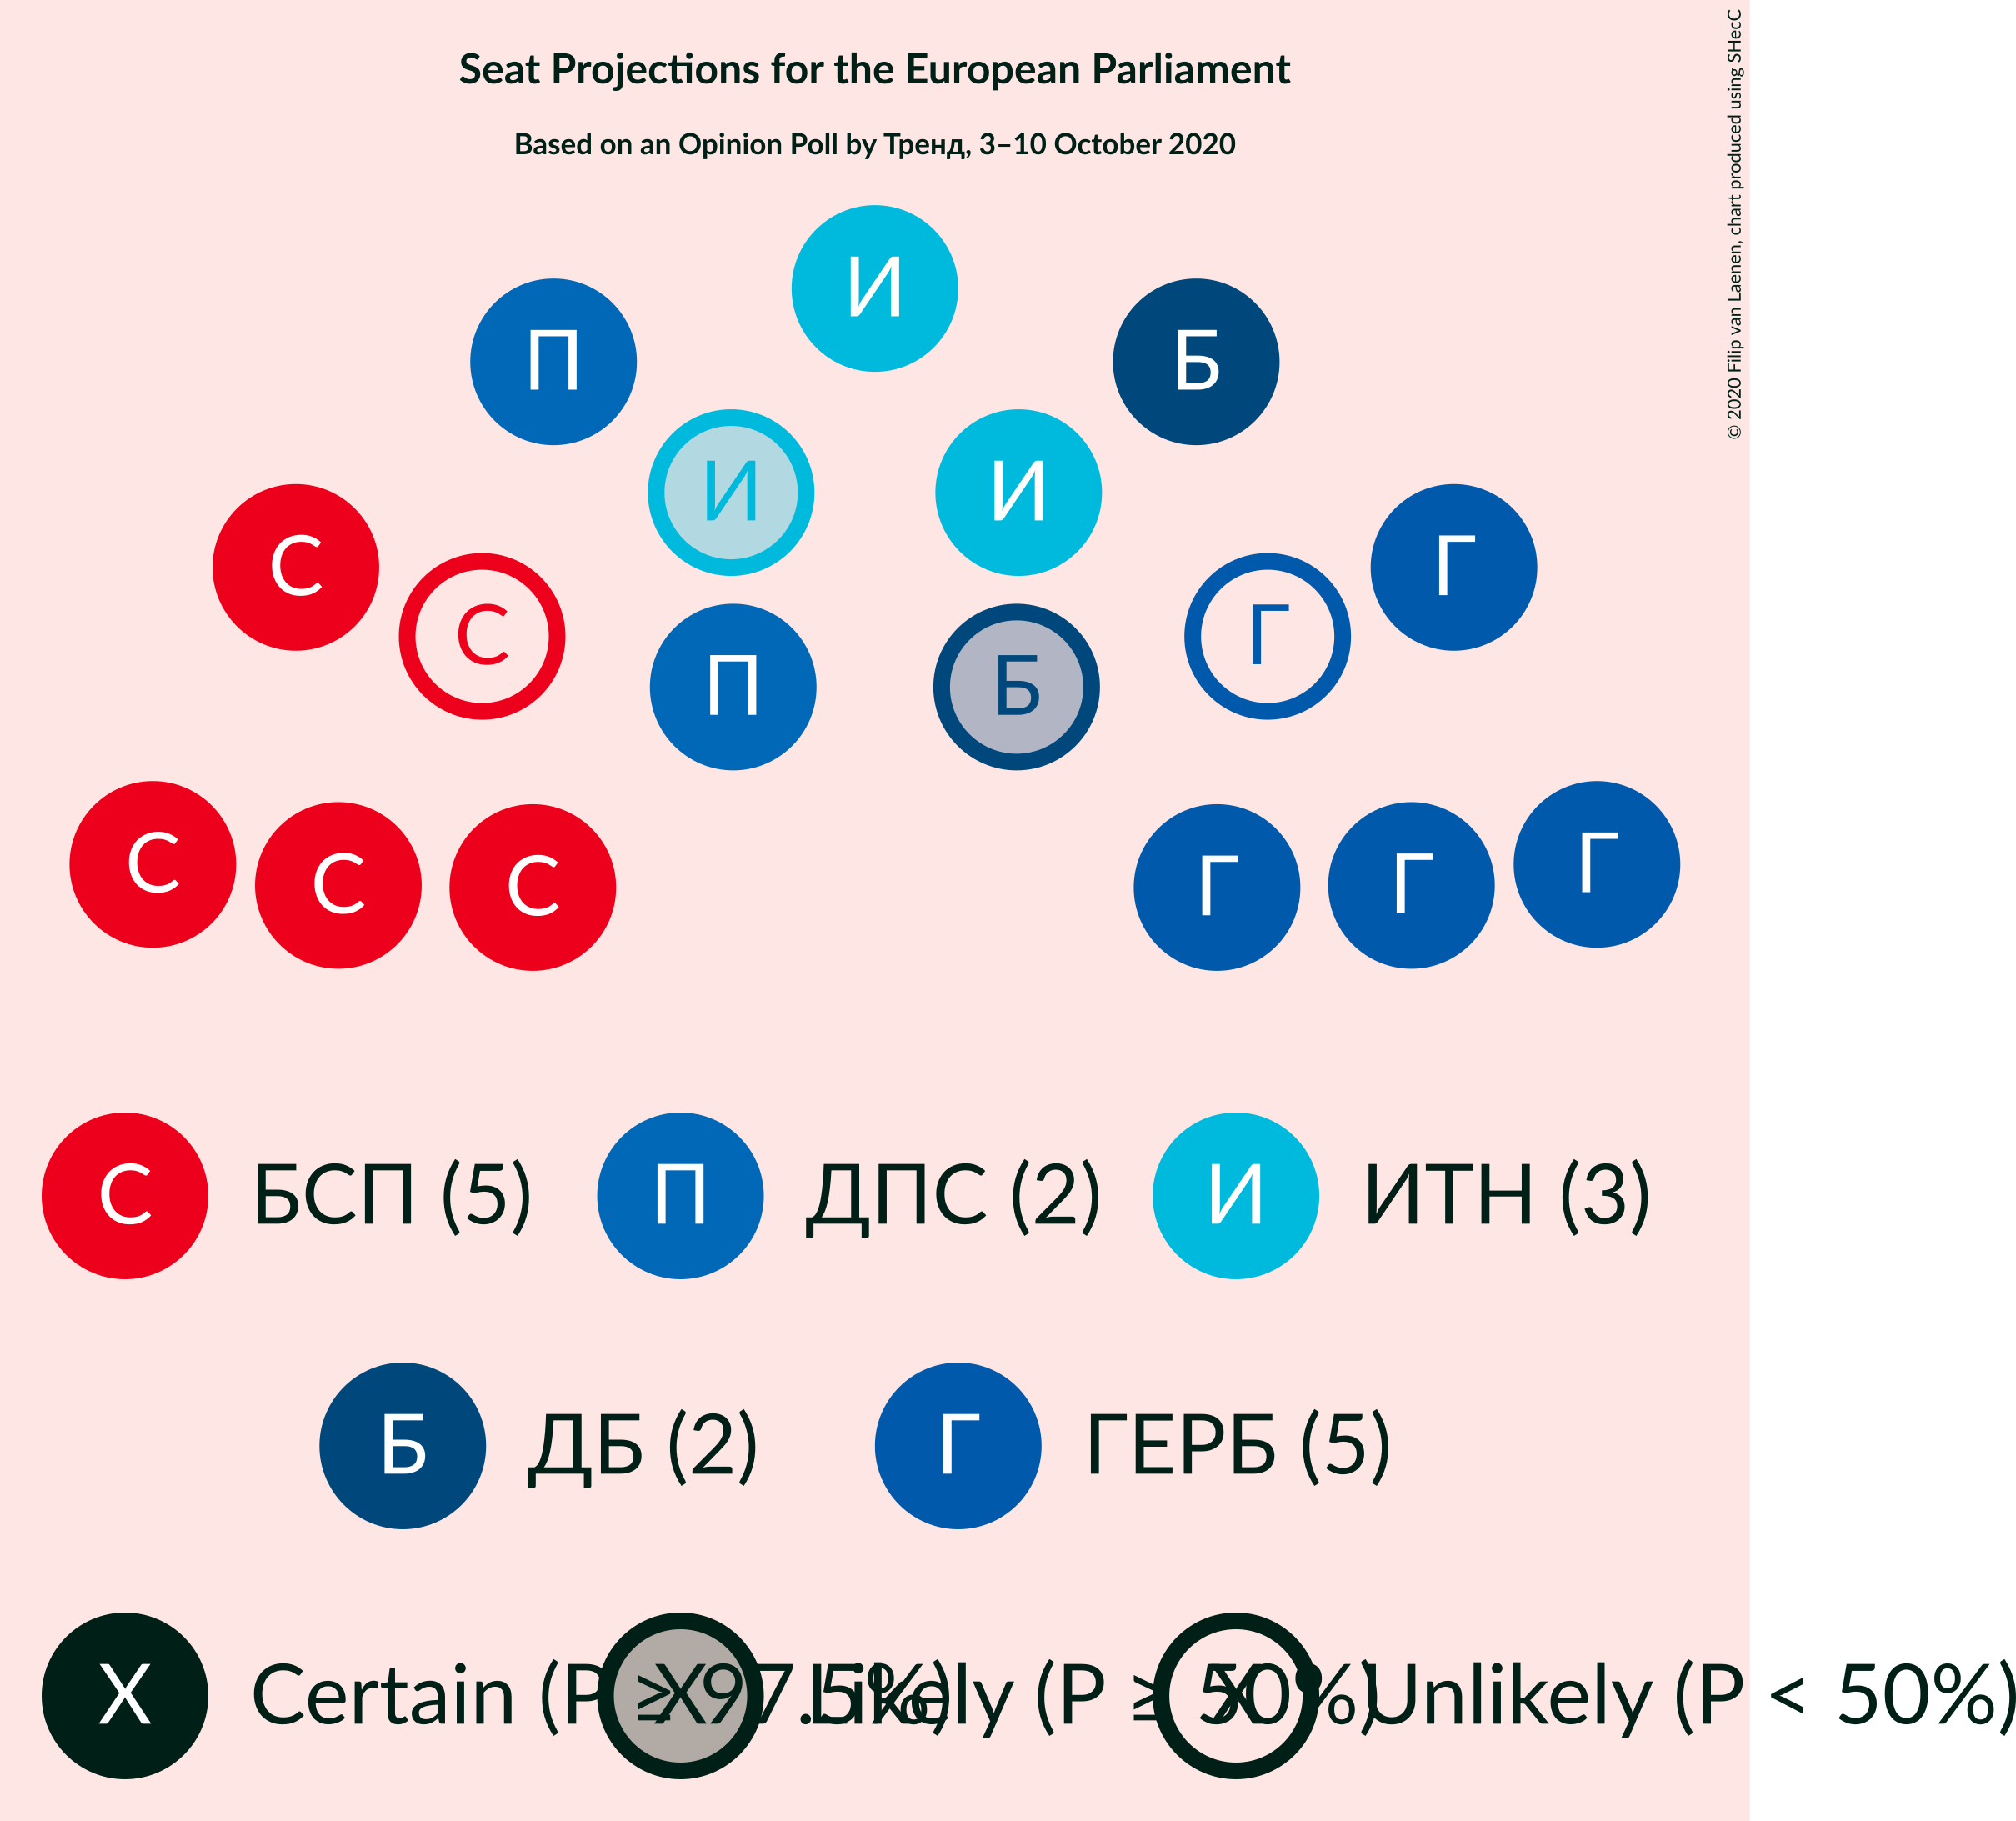 Seat Projections for the European Parliament
Based on an Opinion Poll by Тренд, 3–10 October 2020
© 2020 Filip van Laenen, chart produced using SHecC
И
П
Б
И
И
С
Г
С
Г
П
Б
С
С
С
Г
Г
Г
С БСП (5)
П ДПС (2)
И ИТН (3)
Б ДБ (2)
Г ГЕРБ (5)
X Certain (P ≥ 97.5%)
X Likely (P ≥ 50%)
X Unlikely (P < 50%)